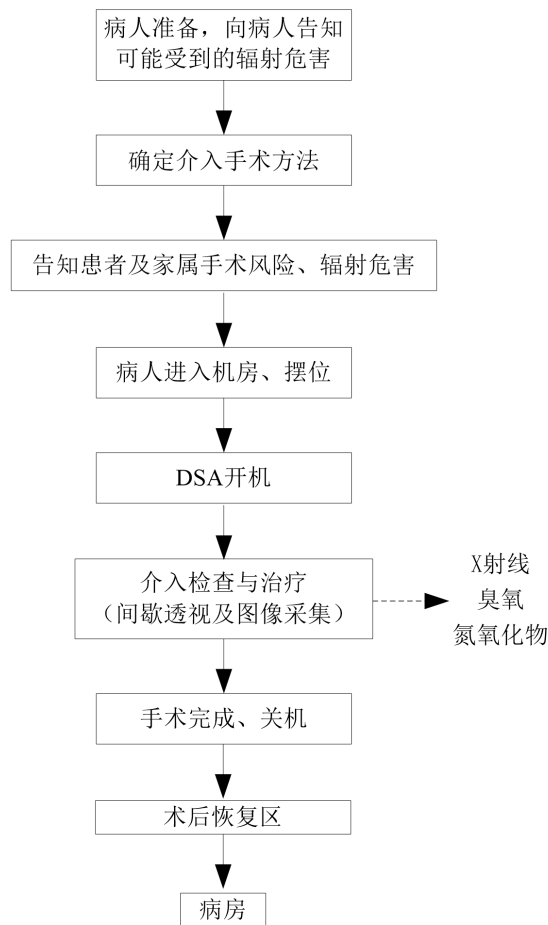 病人准备，向病人告知
可能受到的辐射危害
确定介入手术方法
告知患者及家属手术风险、辐射危害
病人进入机房、摆位
DSA开机
介入检查与治疗
（间歇透视及图像采集）
X射线
臭氧
氮氧化物
手术完成、关机
术后恢复区
病房